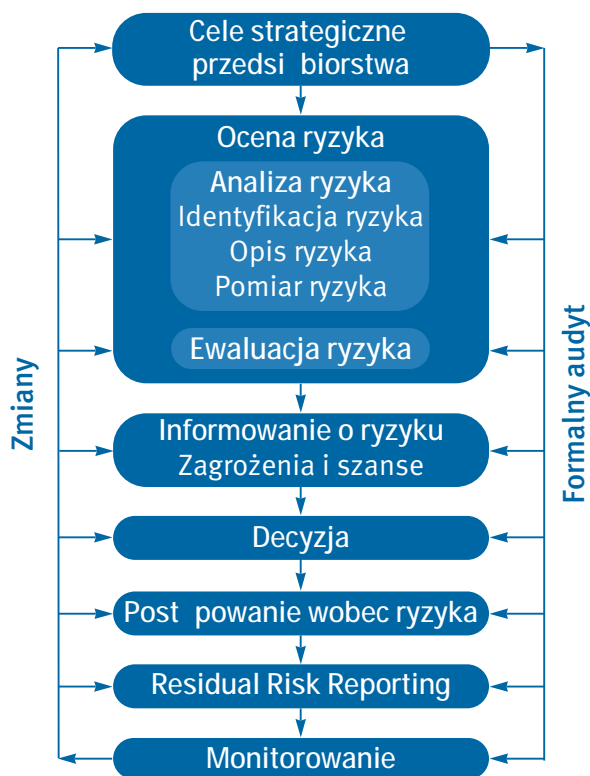 Cele strategiczne
przedsi biorstwa
Ocena ryzyka
Analiza ryzyka
Identyfikacja ryzyka
Opis ryzyka
Pomiar ryzyka
Ewaluacja ryzyka
Informowanie o ryzyku
Zagrożenia i szanse
Decyzja
Post powanie wobec ryzyka
Residual Risk Reporting
Monitorowanie
Zmiany
Formalny audyt